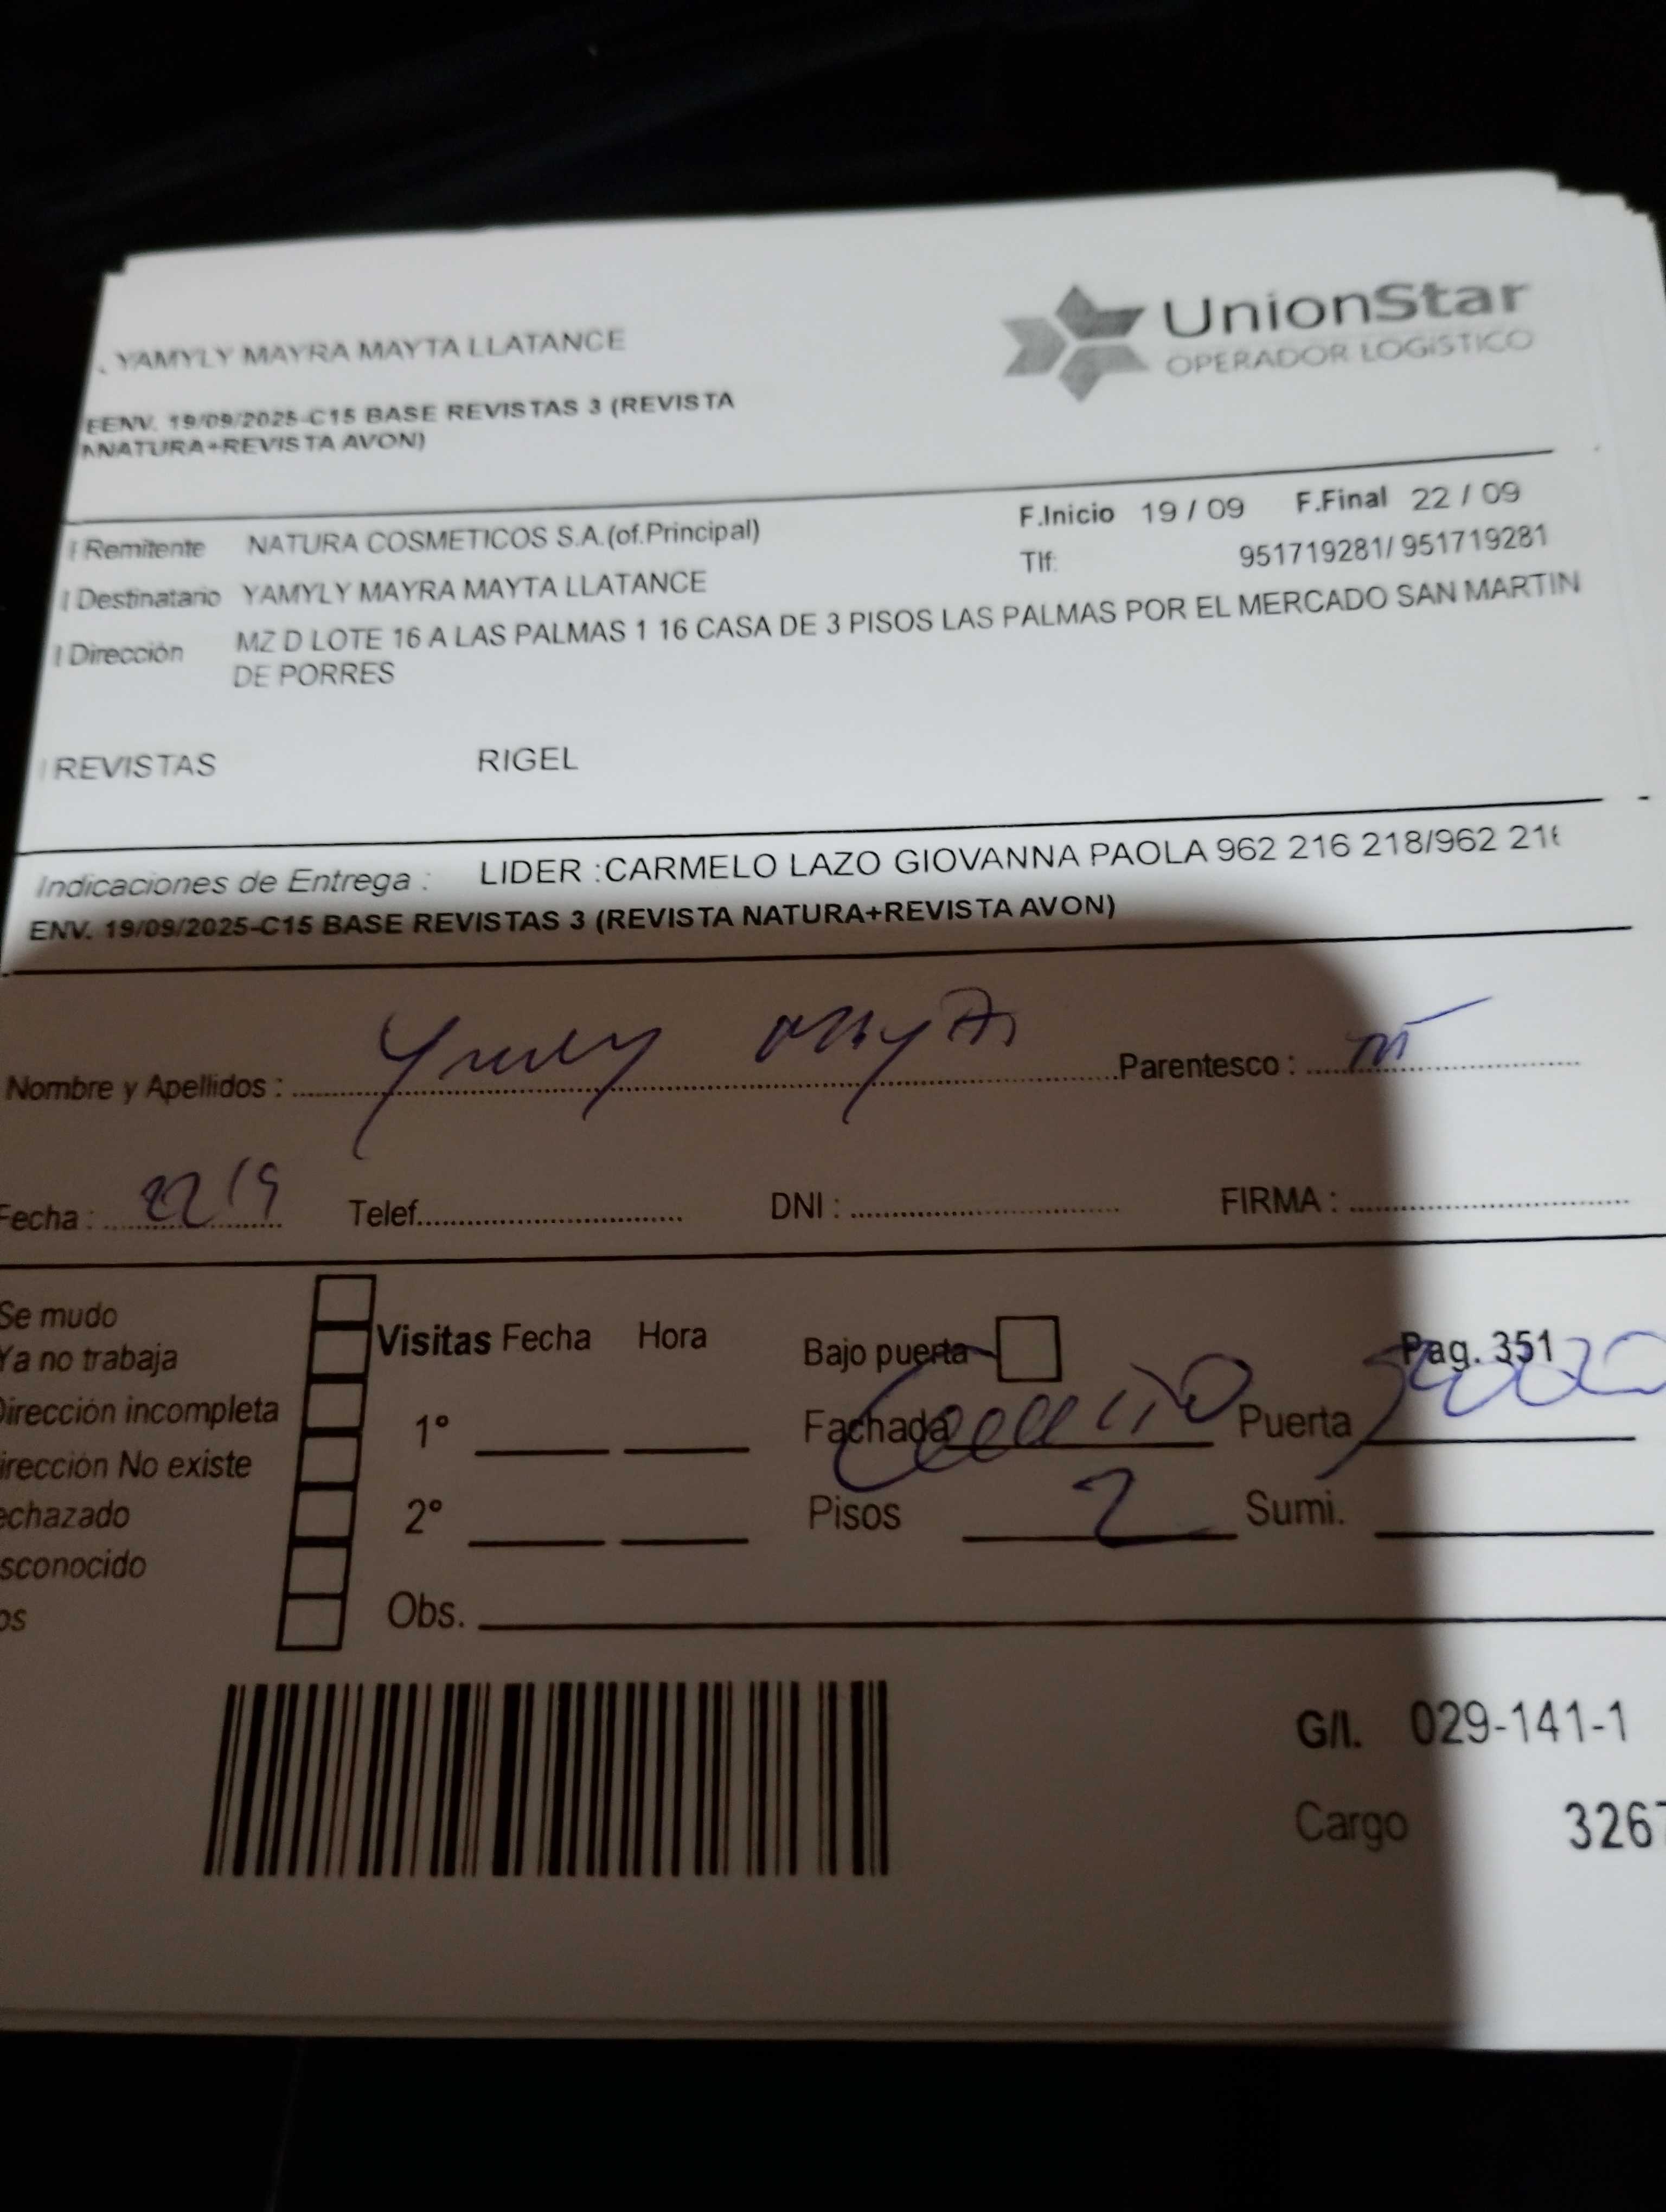 YAMYLY MAYRA MAYTA LLATANCE
UnionStar
OPERADOR LOGÍSTICO
EENV. 19/09/2025-C15 BASE REVISTAS 3 (REVISTA
NNATURA+REVISTA AVON)
Remitente NATURA COSMETICOS S.A.(of.Principal) F.Inicio 19 / 09 F.Final 22 / 09
Destinatario YAMYLY MAYRA MAYTA LLATANCE Tlf: 951719281/ 951719281
Dirección MZ D LOTE 16 A LAS PALMAS 1 16 CASA DE 3 PISOS LAS PALMAS POR EL MERCADO SAN MARTIN
DE PORRES
REVISTAS RIGEL
Indicaciones de Entrega : LIDER :CARMELO LAZO GIOVANNA PAOLA 962 216 218/962 216
ENV. 19/09/2025-C15 BASE REVISTAS 3 (REVISTA NATURA+REVISTA AVON)
Nombre y Apellidos : Mayta Parentesco :
Fecha : 22/9 Telef. DNI : FIRMA :
Se mudo
Ya no trabaja
Dirección incompleta
irección No existe
echazado
sconocido
os
Visitas Fecha Hora
1°
2°
Obs.
Bajo puerta Pag. 351
Fachada Puerta
Pisos 2 Sumi.
G/I. 029-141-1
Cargo 3267